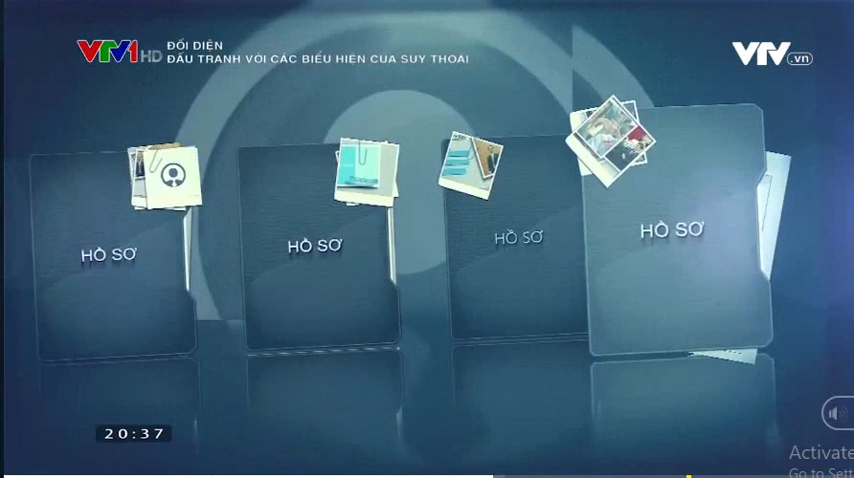 VTV1 HD
ĐỐI DIỆN
ĐẤU TRANH VỚI CÁC BIỂU HIỆN CỦA SUY THOÁI
VTV.vn
HỒ SƠ
HỒ SƠ
HỒ SƠ
HỒ SƠ
20:37
Activate
Go to Sett